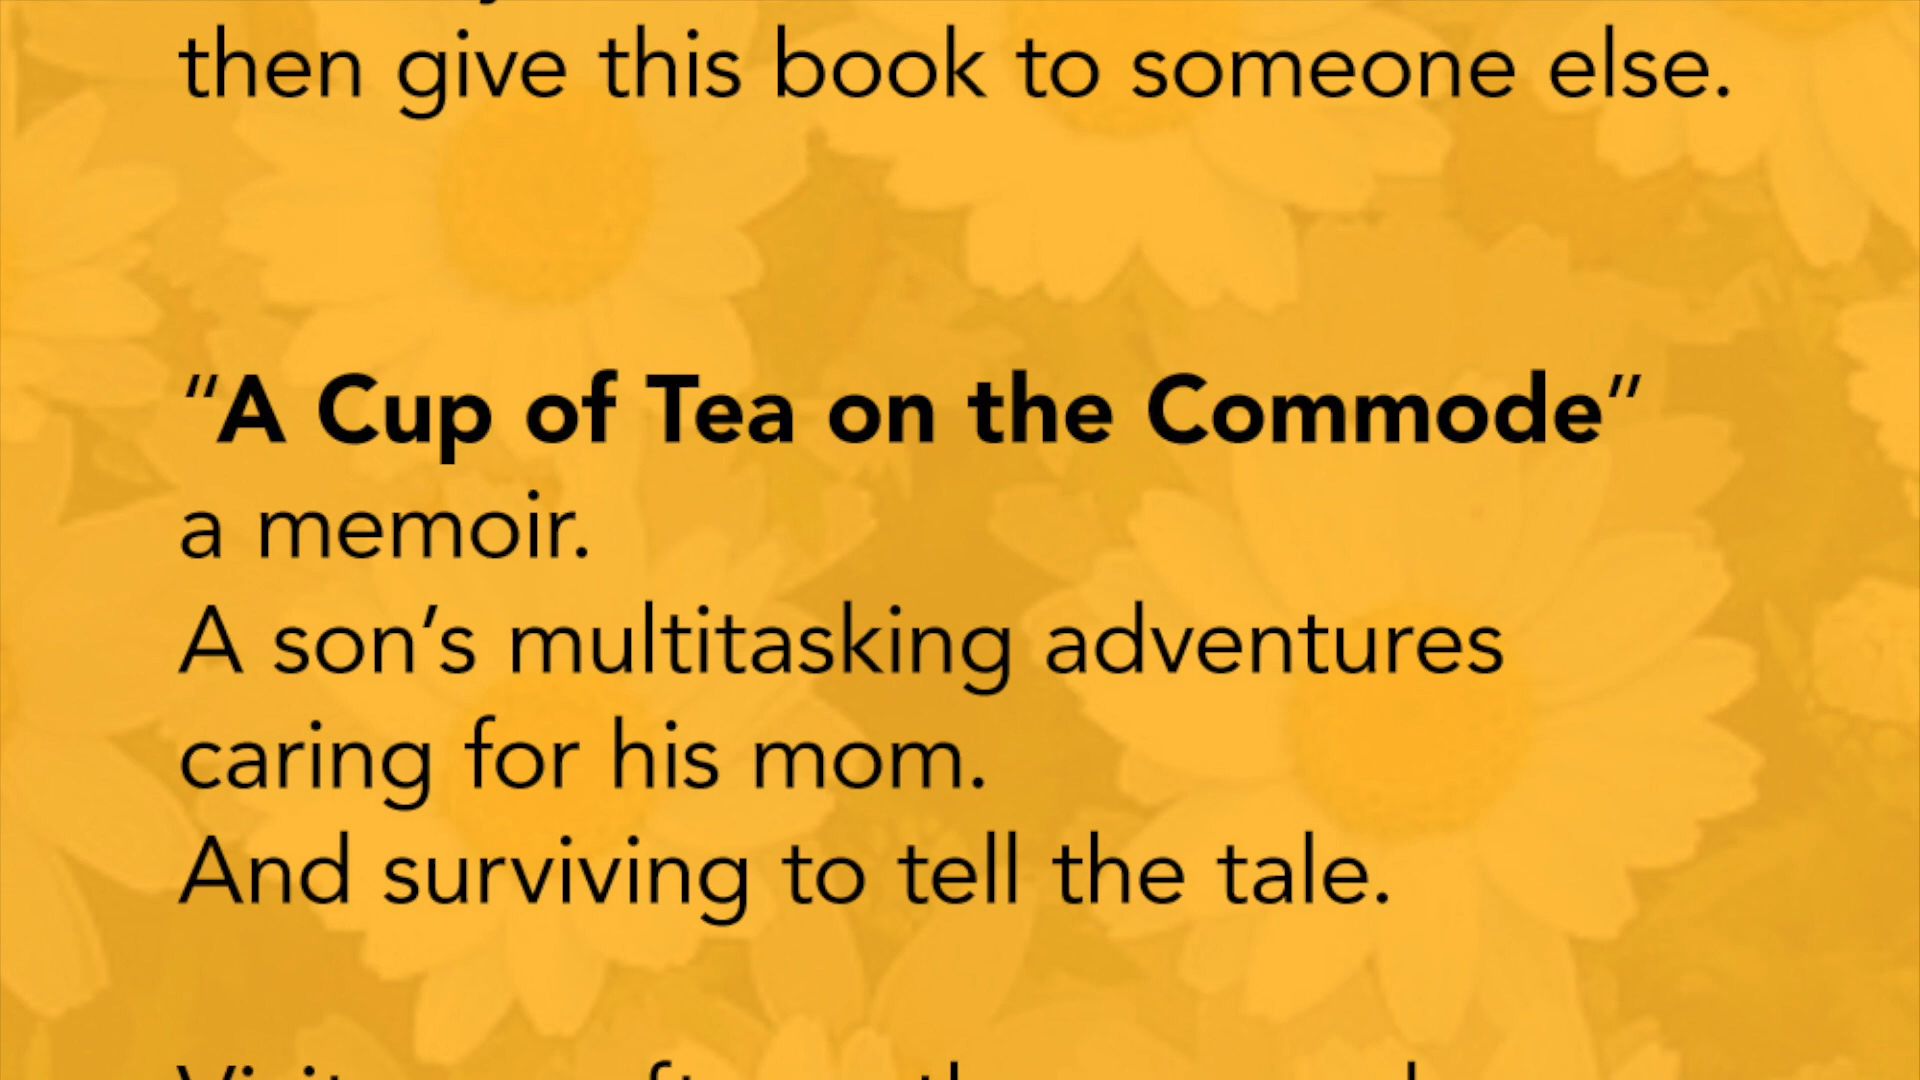 then give this book to someone else.
"A Cup of Tea on the Commode"
a memoir.
A son's multitasking adventures
caring for his mom.
And surviving to tell the tale.